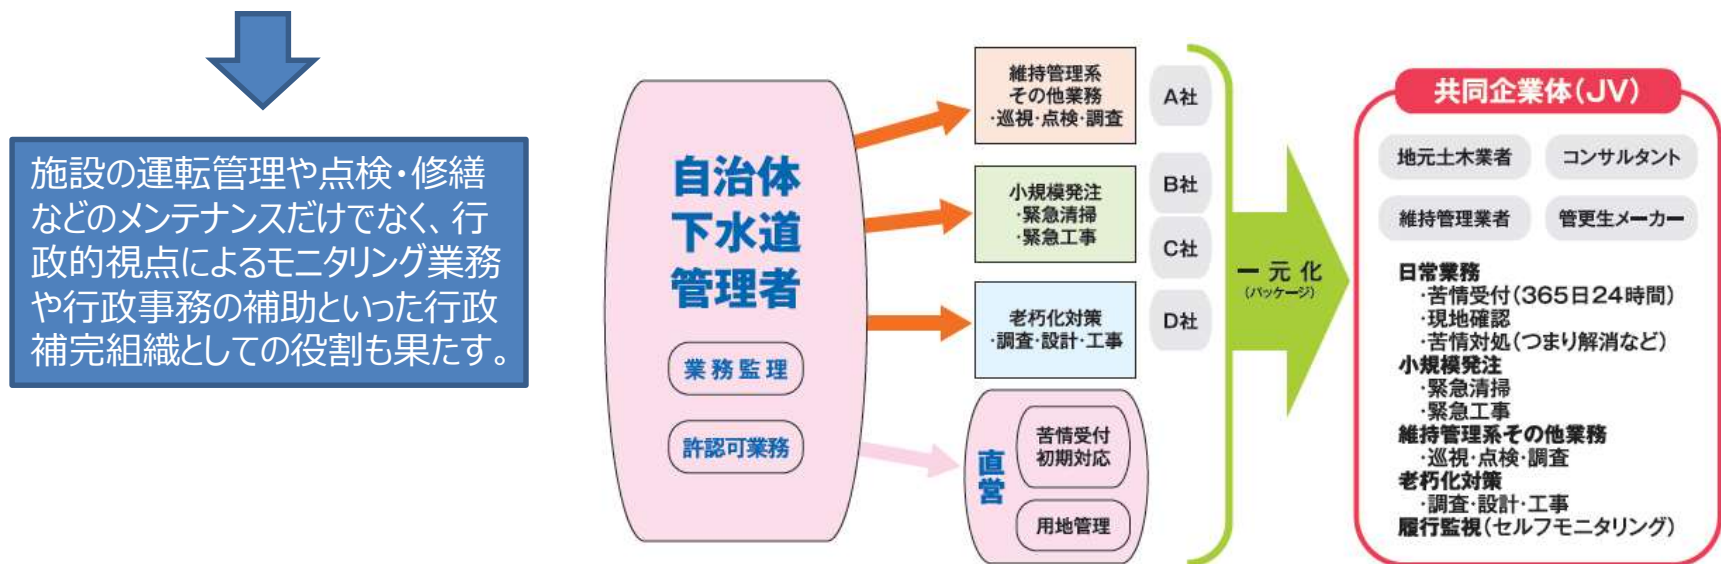 施設の運転管理や点検・修繕
などのメンテナンスだけでなく、行
政的視点によるモニタリング業務
や行政事務の補助といった行政
補完組織としての役割も果たす。
自治体
下水道
管理者
業務監理
許認可業務
維持管理系
その他業務
･巡視･点検･調査
小規模発注
･緊急清掃
･緊急工事
老朽化対策
･調査･設計･工事
直営
苦情受付
初期対応
用地管理
A社
B社
C社
D社
一元化
(パッケージ)
共同企業体(JV)
地元土木業者
コンサルタント
維持管理業者
管更生メーカー
日常業務
･苦情受付(365日24時間)
･現地確認
･苦情対処(つまり解消など)
小規模発注
･緊急清掃
･緊急工事
維持管理系その他業務
･巡視･点検･調査
老朽化対策
･調査･設計･工事
履行監視(セルフモニタリング)